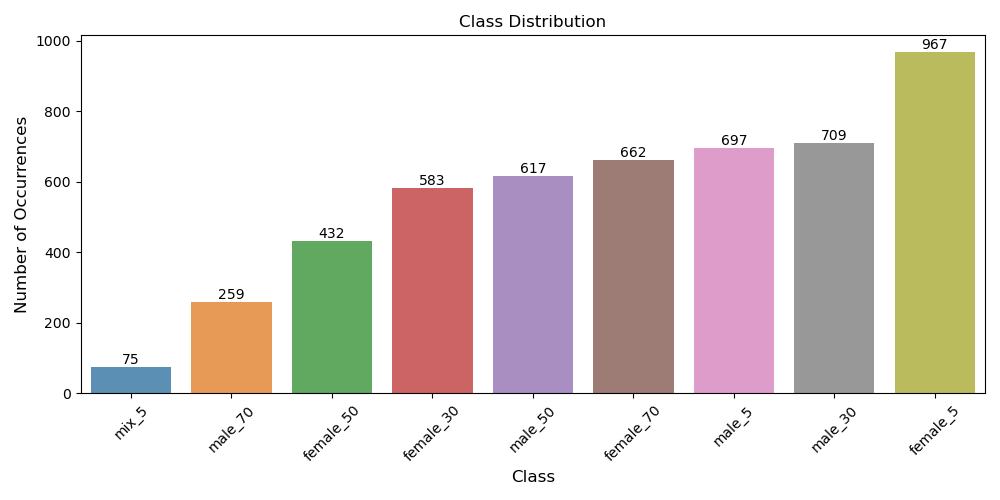 Class Distribution
Number of Occurrences
1000
800
600
400
200
0
75
259
432
583
617
662
697
709
967
mix_5
male_70
female_50
female_30
male_50
female_70
male_5
male_30
female_5
Class